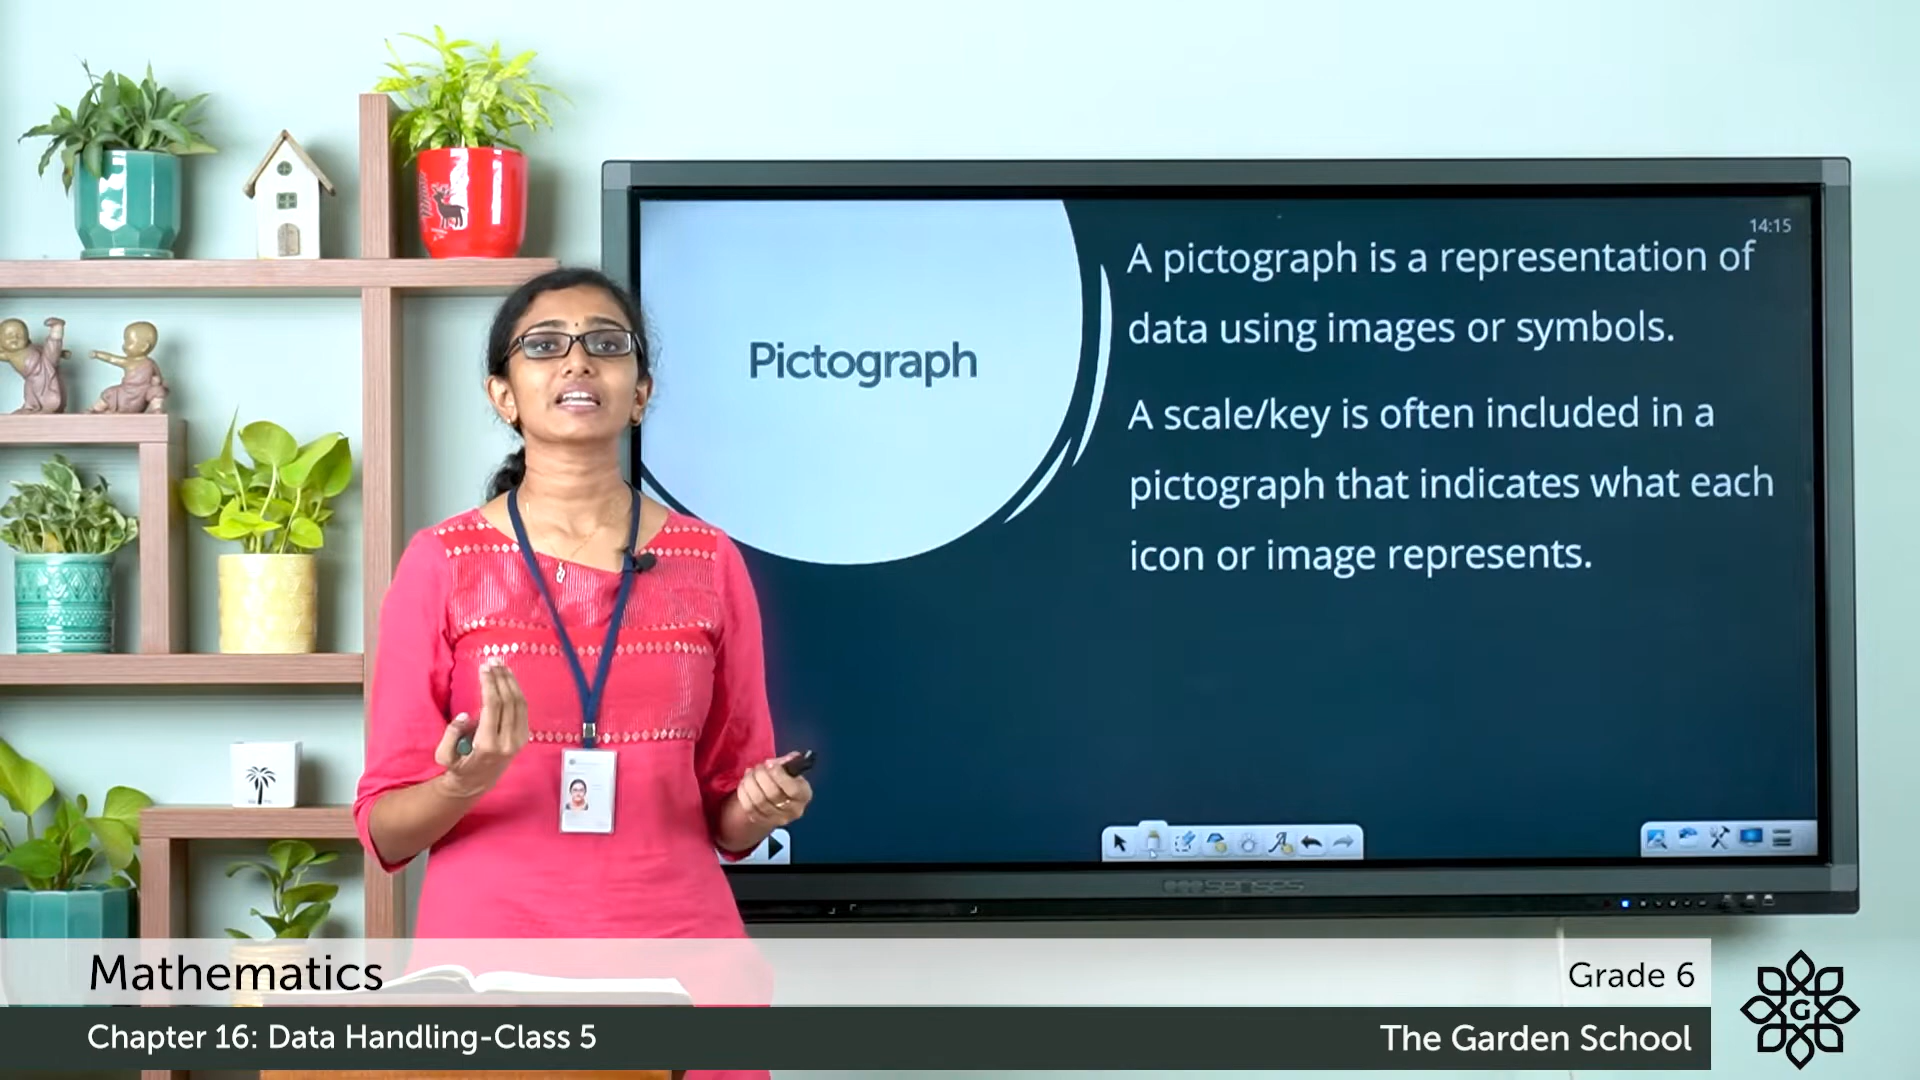 14:15
Pictograph
A pictograph is a representation of
data using images or symbols.
A scale/key is often included in a
pictograph that indicates what each
icon or image represents.
Mathematics
Grade 6
Chapter 16: Data Handling-Class 5
The Garden School
G